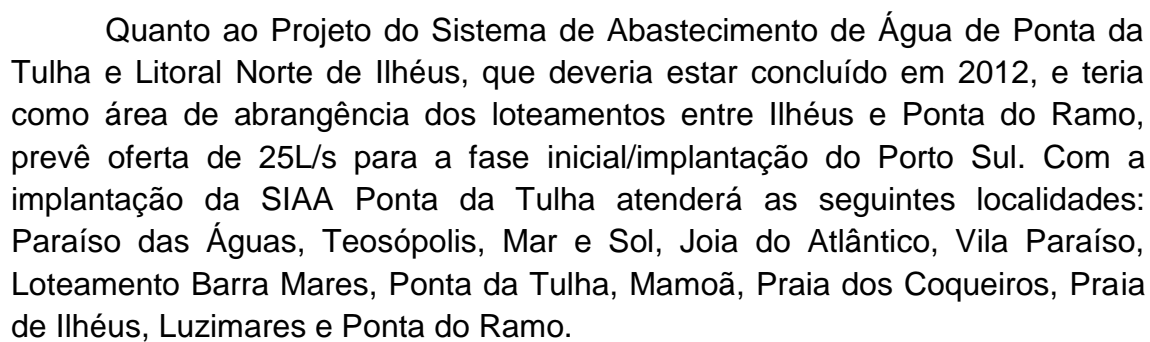 Quanto ao Projeto do Sistema de Abastecimento de Água de Ponta da
Tulha e Litoral Norte de Ilhéus, que deveria estar concluído em 2012, e teria
como área de abrangência dos loteamentos entre Ilhéus e Ponta do Ramo,
prevê oferta de 25L/s para a fase inicial/implantação do Porto Sul. Com a
implantação da SIAA Ponta da Tulha atenderá as seguintes localidades:
Paraíso das Águas, Teosópolis, Mar e Sol, Joia do Atlântico, Vila Paraíso,
Loteamento Barra Mares, Ponta da Tulha, Mamoã, Praia dos Coqueiros, Praia
de Ilhéus, Luzimares e Ponta do Ramo.